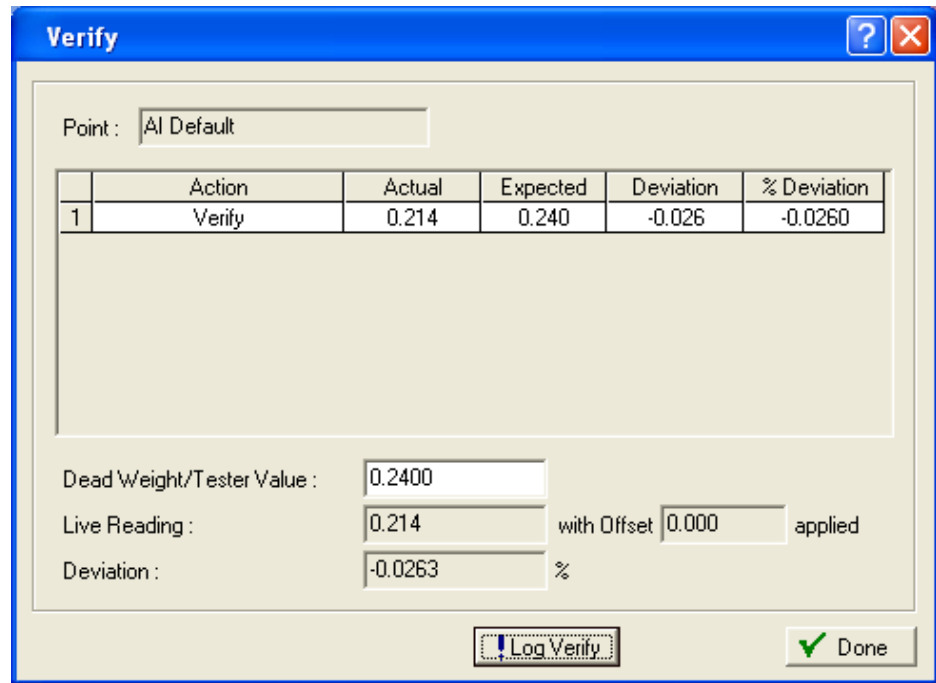 Verify
Point : AI Default
Action Actual Expected Deviation % Deviation
1 Verify 0.214 0.240 -0.026 -0.0260
Dead Weight/Tester Value : 0.2400
Live Reading : 0.214 with Offset 0.000 applied
Deviation : -0.0263 %
! Log Verify Done